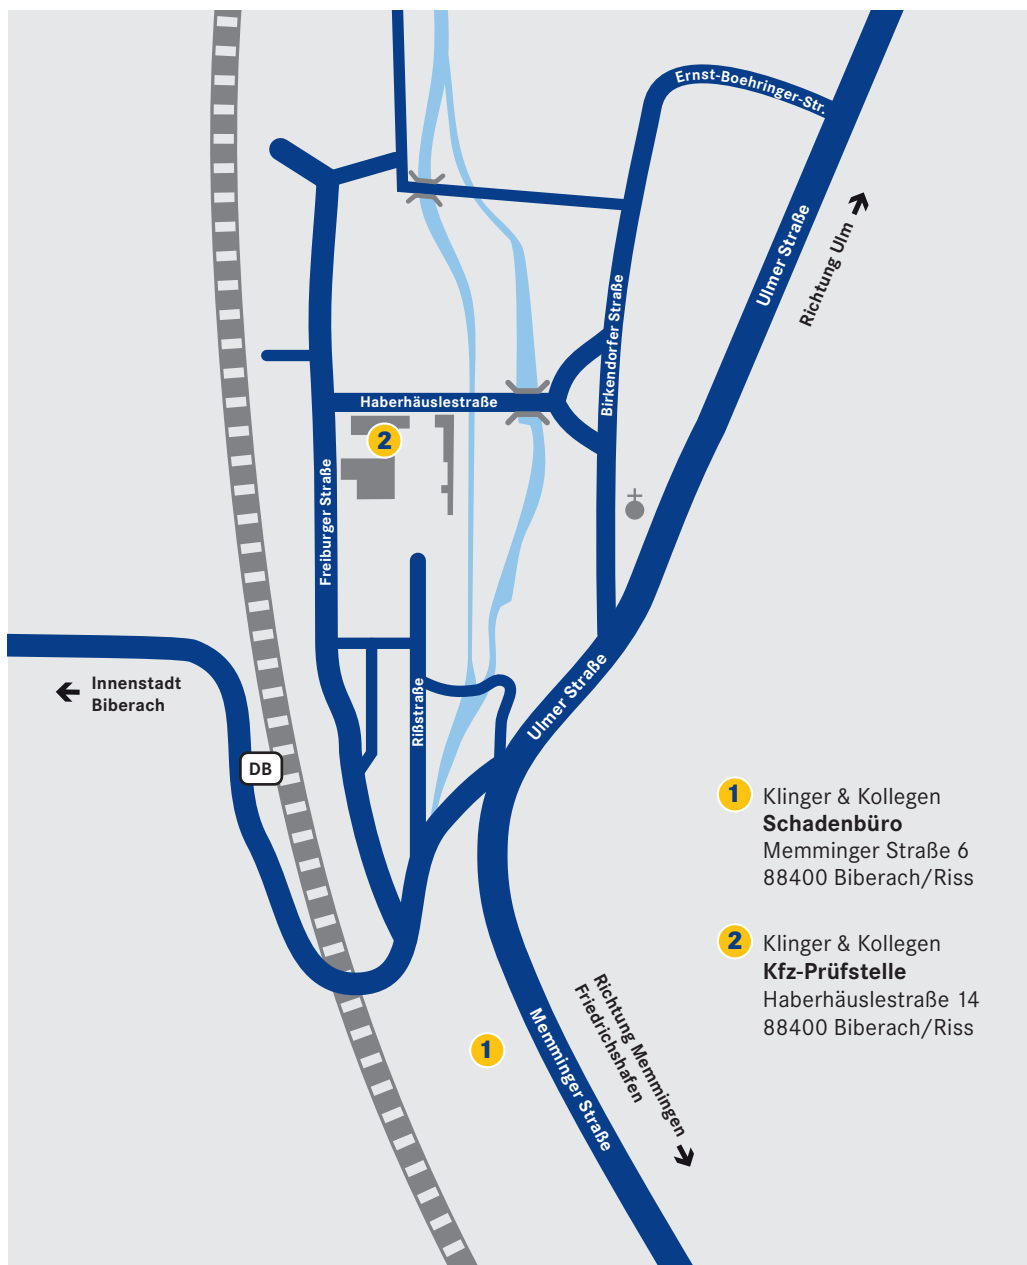 Ernst-Boehringer-Str.
Ulmer Straße
Richtung Ulm
Birkendorfer Straße
Haberhäuslestraße
2
Freiburger Straße
Rißstraße
Ulmer Straße
Innenstadt
Biberach
DB
1
Klinger & Kollegen
Schadenbüro
Memminger Straße 6
88400 Biberach/Riss
2
Klinger & Kollegen
Kfz-Prüfstelle
Haberhäuslestraße 14
88400 Biberach/Riss
Richtung Memmingen
Friedrichshafen
Memminger Straße
1